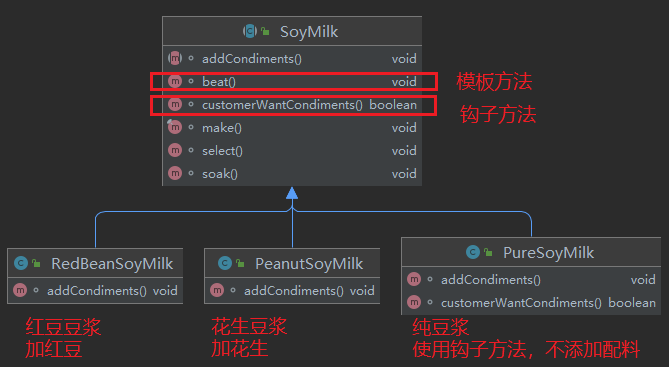 SoyMilk
addCondiments() void
beat() void
模板方法
customerWantCondiments() boolean
钩子方法
make() void
select() void
soak() void
RedBeanSoyMilk
addCondiments() void
红豆豆浆
加红豆
PeanutSoyMilk
addCondiments() void
花生豆浆
加花生
PureSoyMilk
addCondiments() void
customerWantCondiments() boolean
纯豆浆
使用钩子方法，不添加配料